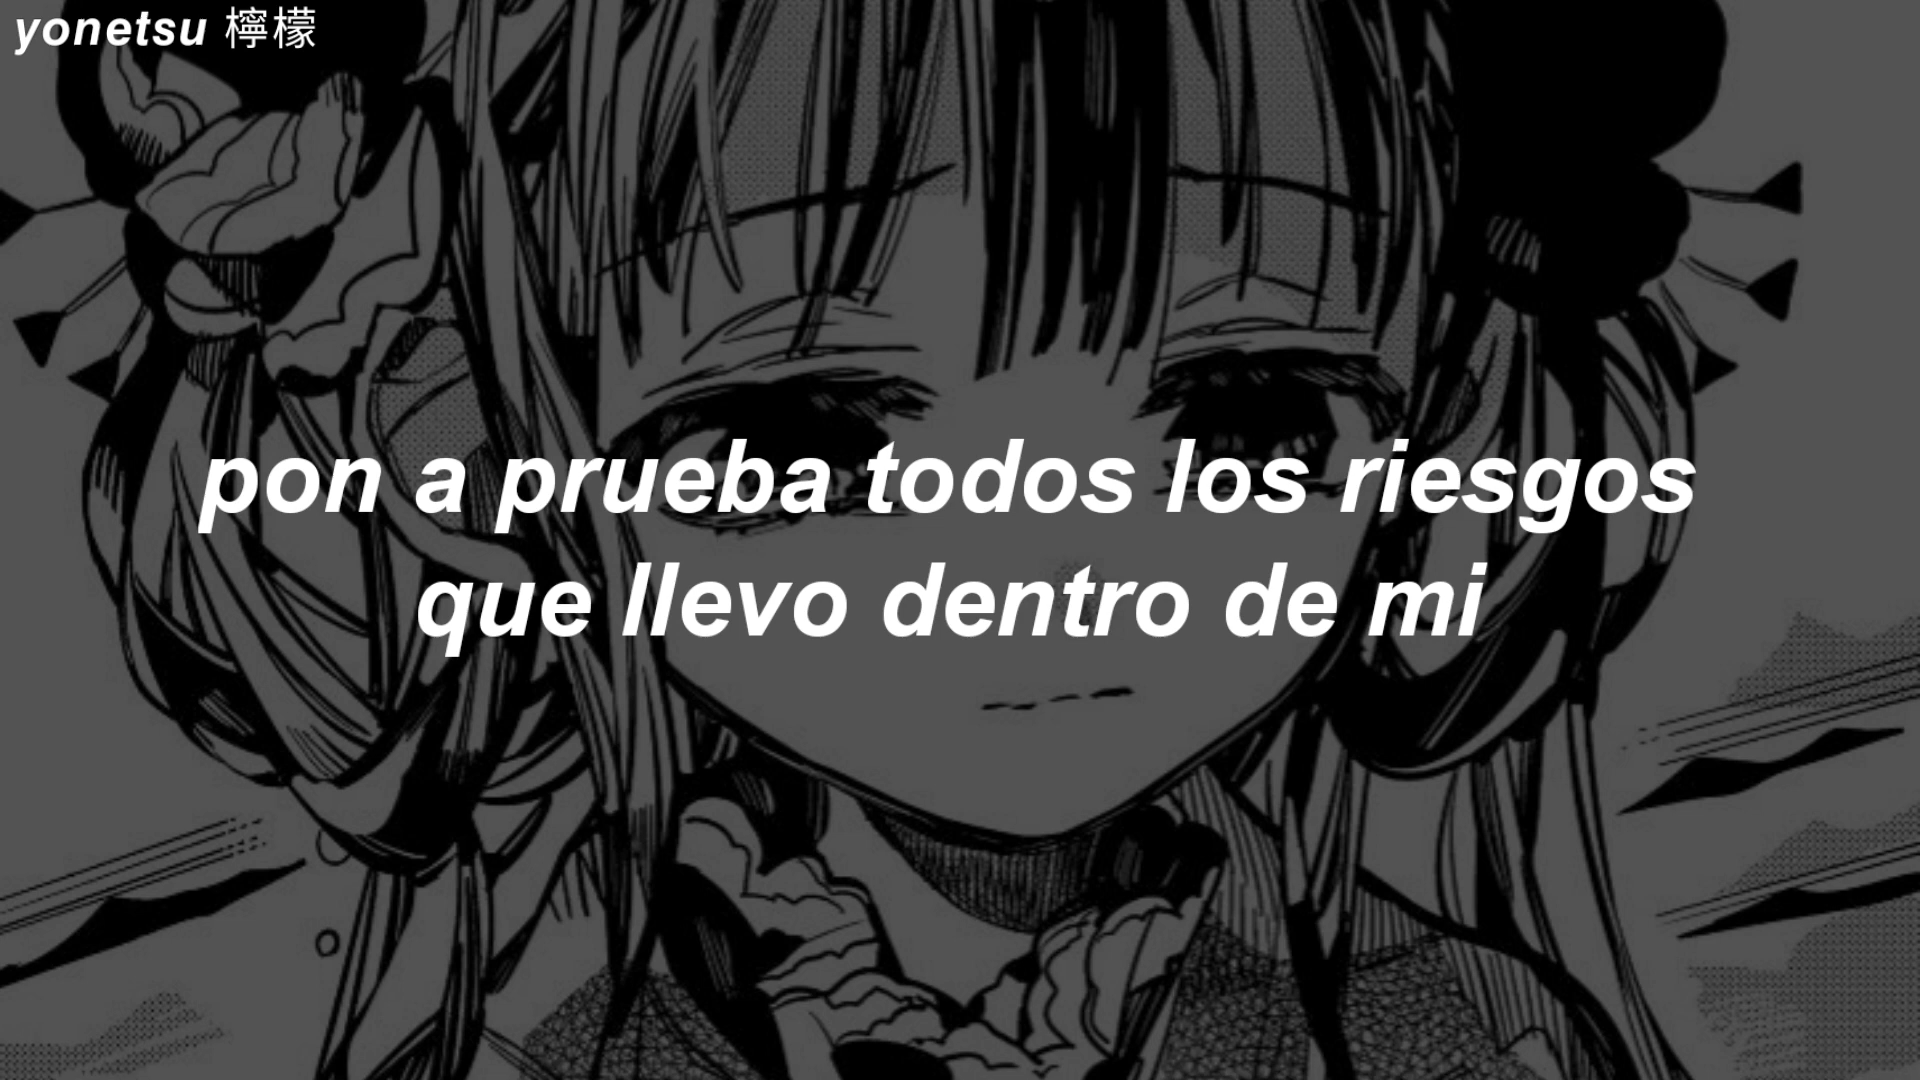 yonetsu 檸檬
pon a prueba todos los riesgos
que llevo dentro de mi